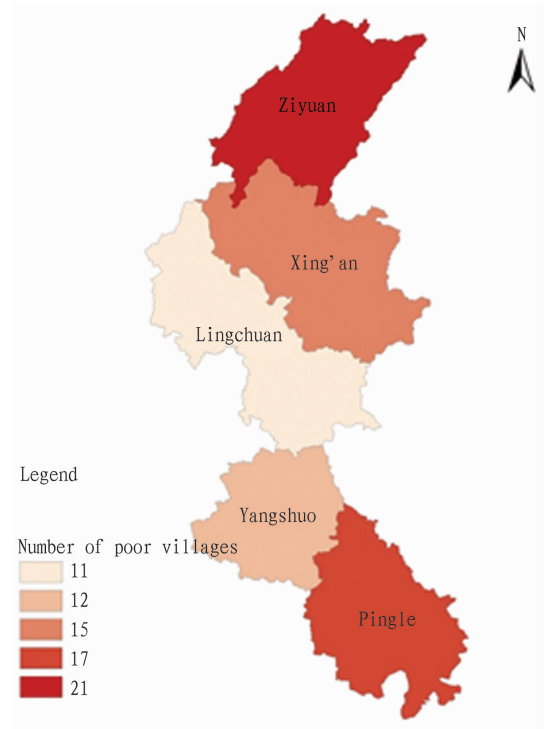 N
Ziyuan
Xing'an
Lingchuan
Legend
Yangshuo
Number of poor villages
11
12
15
17
21
Pingle